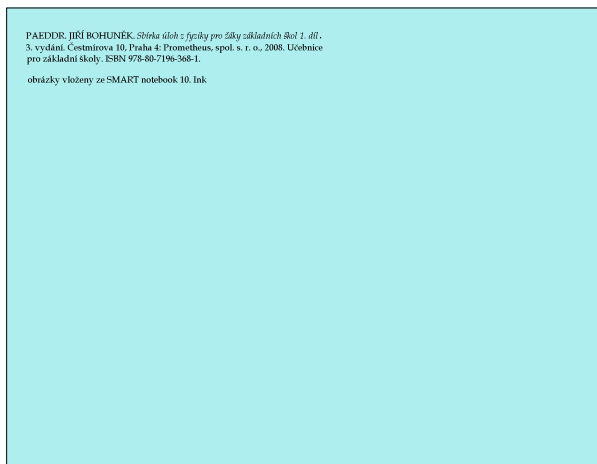 PAEDDR. JIŘÍ BOHUNĚK. Sbírka úloh z fyziky pro žáky základních škol 1. díl .
3. vydání. Čestmírova 10, Praha 4: Prometheus, spol. s. r. o., 2008. Učebnice
pro základní školy. ISBN 978-80-7196-368-1.
obrázky vloženy ze SMART notebook 10. Ink